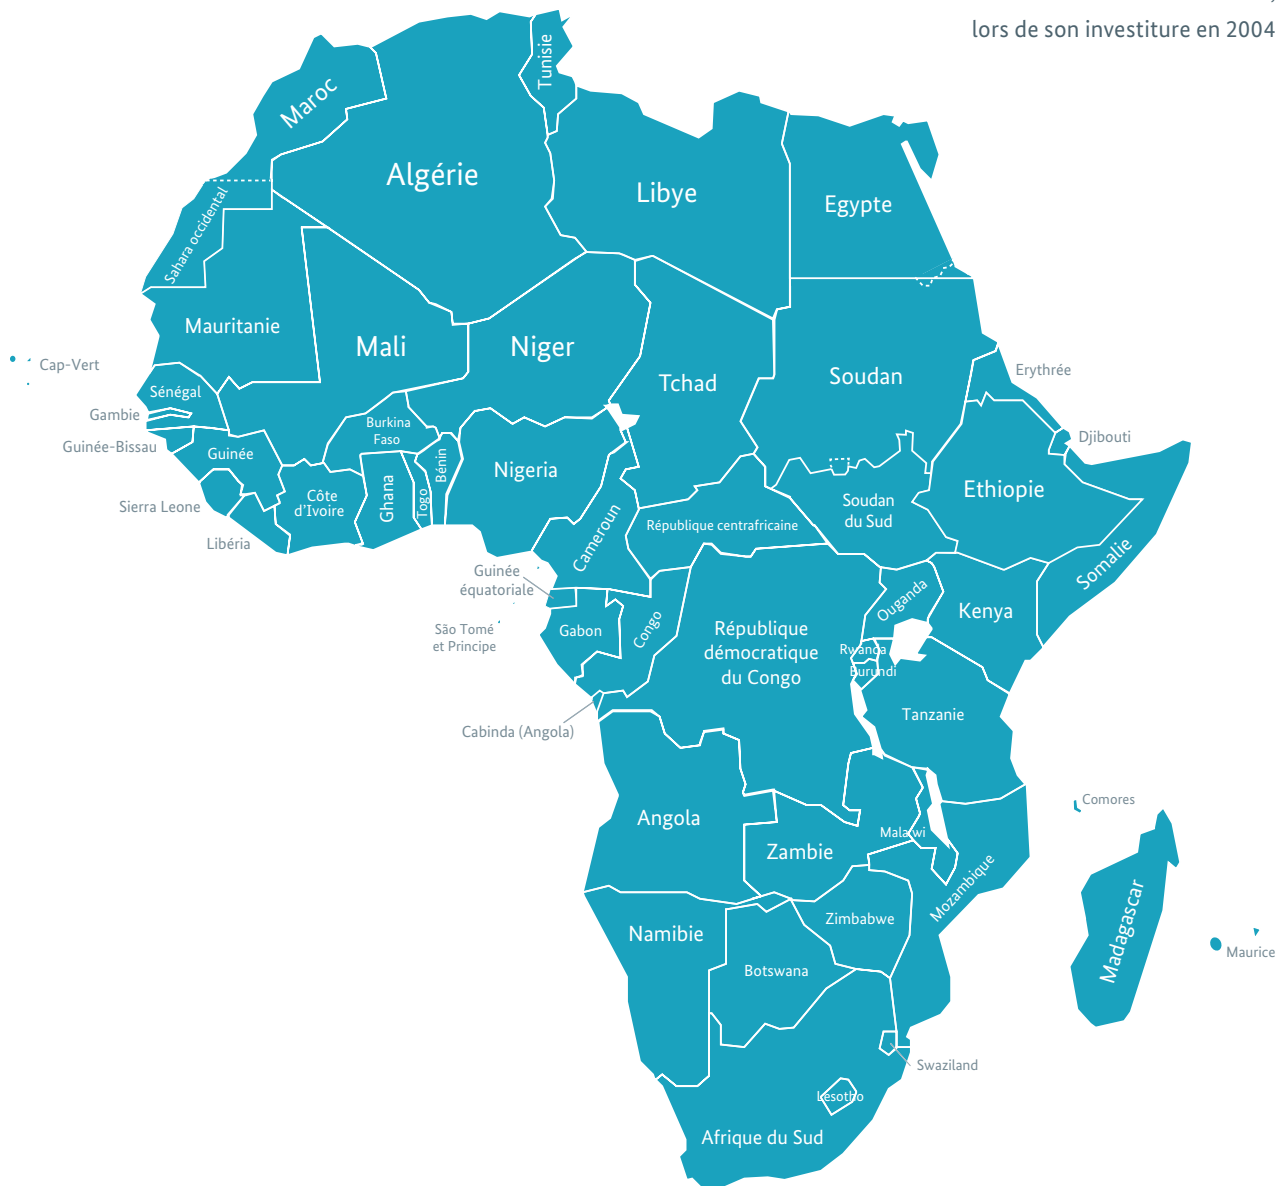 lors de son investiture en 2004
Tunisie
Maroc
Algérie
Libye
Egypte
Sahara occidental
Mauritanie
Mali
Niger
Tchad
Soudan
Cap-Vert
Erythrée
Sénégal
Gambie
Burkina
Faso
Djibouti
Guinée-Bissau
Guinée
Bénin
Nigeria
Ethiopie
Sierra Leone
Côte
d'Ivoire
Ghana
Togo
Soudan
du Sud
République centrafricaine
Libéria
Cameroun
Somalie
Guinée
équatoriale
Ouganda
Kenya
São Tomé
et Principe
Gabon
Congo
République
démocratique
du Congo
Rwanda
Burundi
Tanzanie
Cabinda (Angola)
Comores
Angola
Malawi
Zambie
Mozambique
Madagascar
Zimbabwe
Namibie
Maurice
Botswana
Swaziland
Lesotho
Afrique du Sud